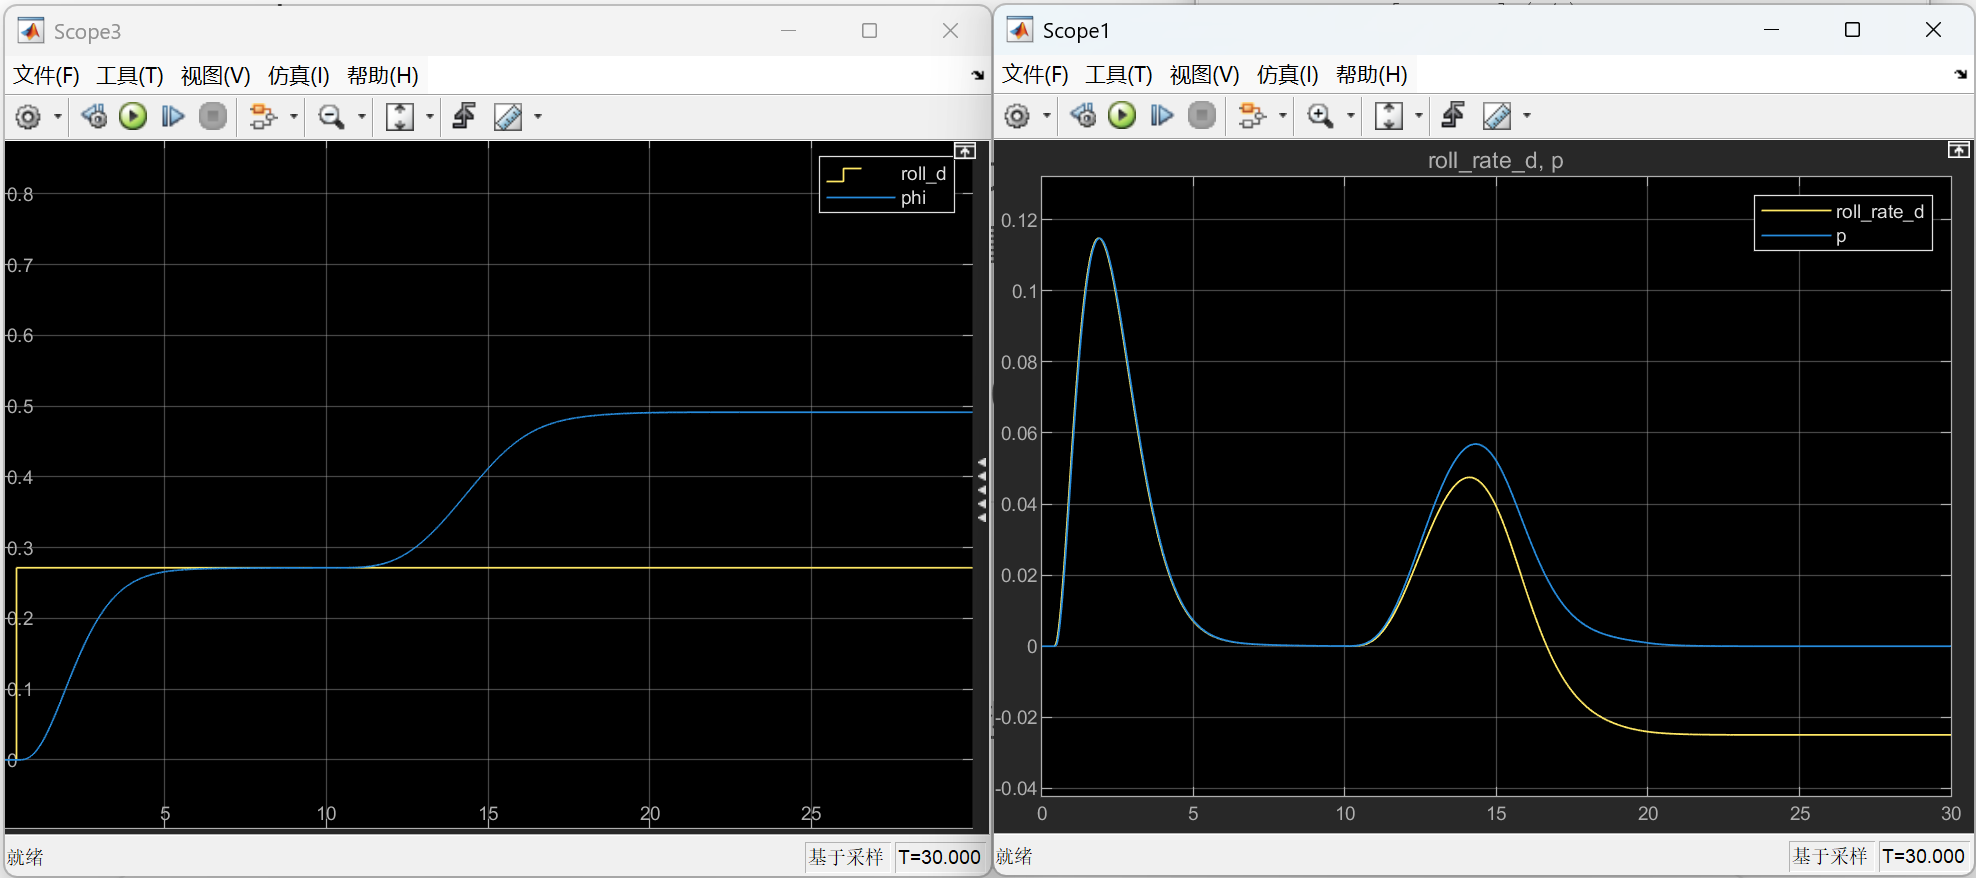 Scope3
文件(F) 工具(T) 视图(V) 仿真(I) 帮助(H)
roll_d
phi
0.8
0.7
0.6
0.5
0.4
0.3
0.2
0.1
0
5 10 15 20 25
就绪 基于采样 T=30.000
Scope1
文件(F) 工具(T) 视图(V) 仿真(I) 帮助(H)
roll_rate_d, p
roll_rate_d
p
0.12
0.1
0.08
0.06
0.04
0.02
0
-0.02
-0.04
0 5 10 15 20 25 30
就绪 基于采样 T=30.000